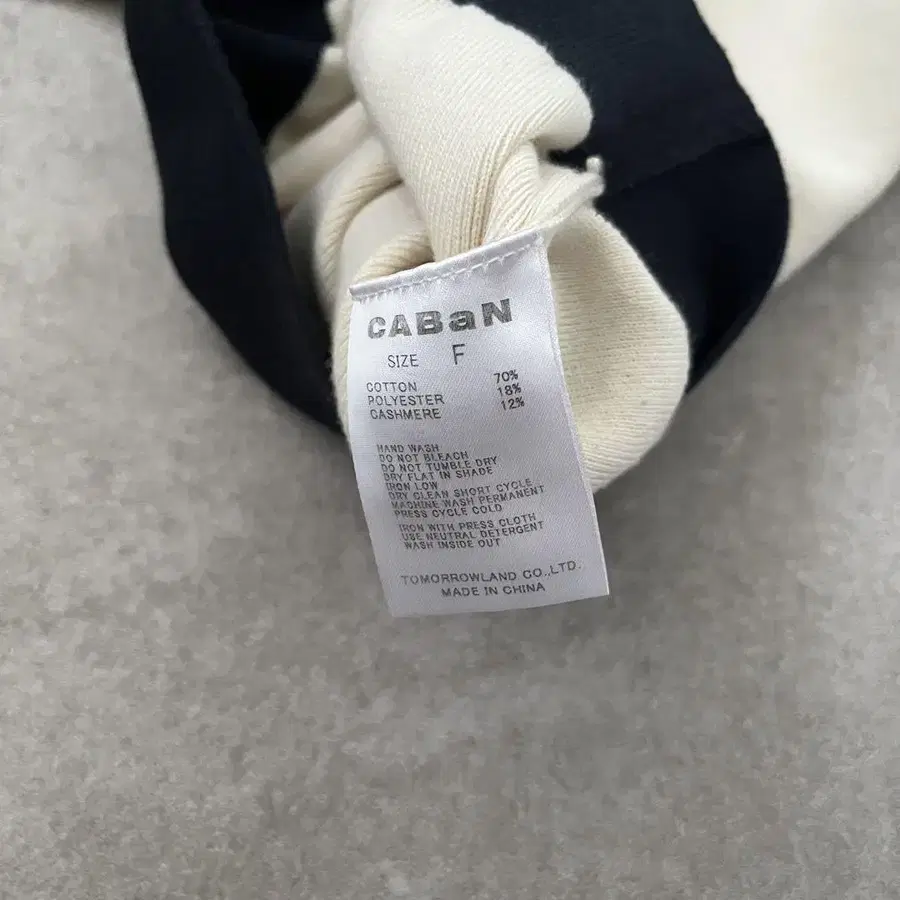 CABaN
SIZE F
COTTON 70%
POLYESTER 18%
CASHMERE 12%
HAND WASH
DO NOT BLEACH
DO NOT TUMBLE DRY
DRY FLAT IN SHADE
IRON LOW
DRY CLEAN SHORT CYCLE
MACHINE WASH PERMANENT
PRESS CYCLE COLD
IRON WITH PRESS CLOTH
USE NEUTRAL DETERGENT
WASH INSIDE OUT
TOMORROWLAND CO.,LTD.
MADE IN CHINA